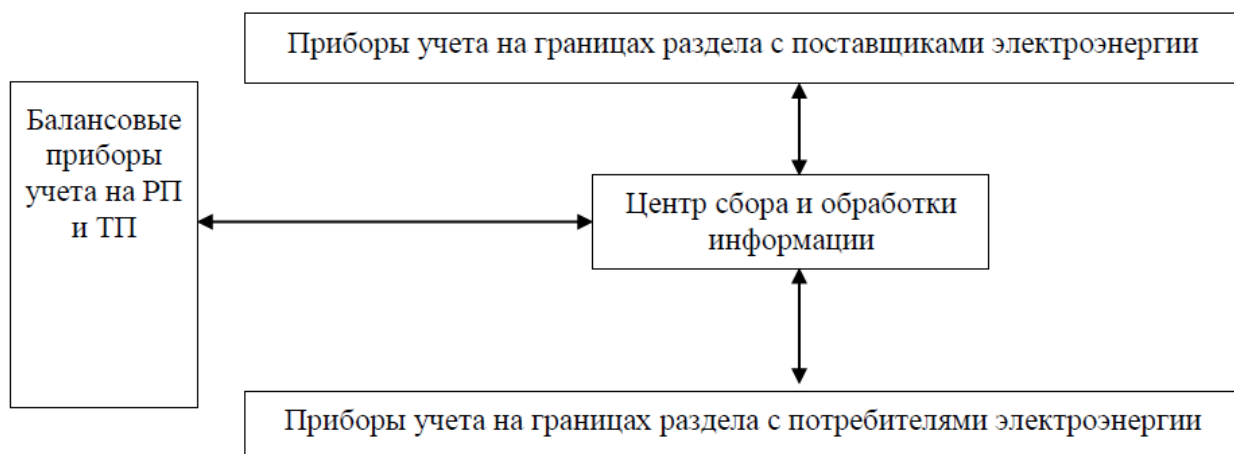 Приборы учета на границах раздела с поставщиками электроэнергии
Балансовые
приборы
учета на РП
и ТП
Центр сбора и обработки
информации
Приборы учета на границах раздела с потребителями электроэнергии